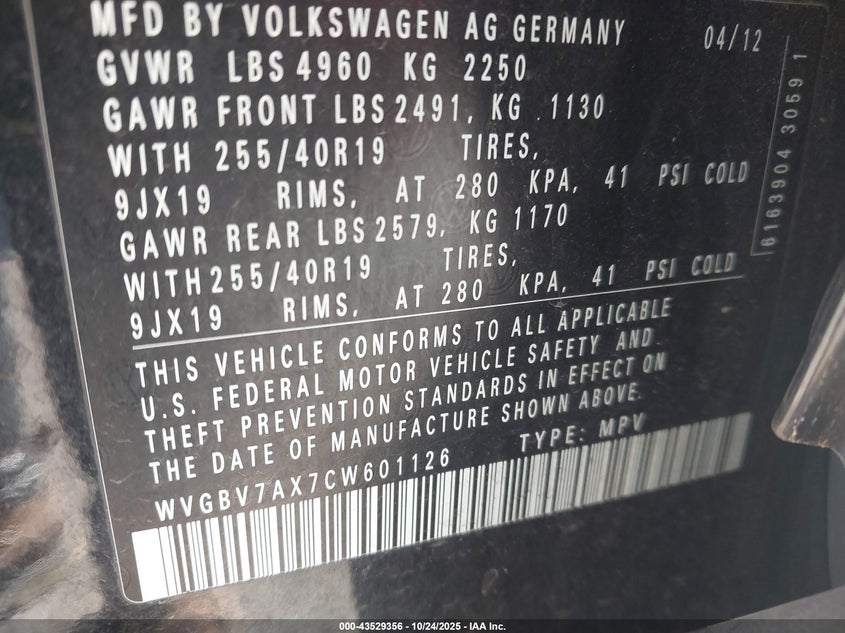 MFD BY VOLKSWAGEN AG GERMANY 04/12
GVWR LBS 4960 KG 2250
GAWR FRONT LBS 2491, KG 1130
WITH 255/40R19 TIRES,
9JX19 RIMS, AT 280 KPA, 41 PSI COLD
GAWR REAR LBS 2579, KG 1170
WITH 255/40R19 TIRES,
9JX19 RIMS, AT 280 KPA, 41 PSI COLD
6163904 3059 1
THIS VEHICLE CONFORMS TO ALL APPLICABLE
U.S. FEDERAL MOTOR VEHICLE SAFETY AND
THEFT PREVENTION STANDARDS IN EFFECT ON
THE DATE OF MANUFACTURE SHOWN ABOVE.
WVGBV7AX7CW601126 TYPE: MPV
000-43529356 - 10/24/2025 - IAA Inc.